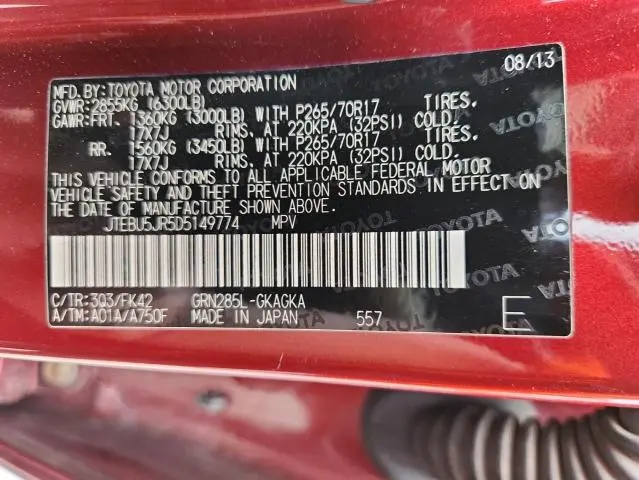 08/13
MFD.BY:TOYOTA MOTOR CORPORATION
GVWR:2855KG (6300LB)
GAWR:FRT. 1360KG (3000LB) WITH P265/70R17 TIRES,
17X7J RIMS, AT 220KPA (32PSI) COLD.
RR. 1560KG (3450LB) WITH P265/70R17 TIRES,
17X7J RIMS, AT 220KPA (32PSI) COLD.
THIS VEHICLE CONFORMS TO ALL APPLICABLE FEDERAL MOTOR
VEHICLE SAFETY AND THEFT PREVENTION STANDARDS IN EFFECT ON
THE DATE OF MANUFACTURE SHOWN ABOVE.
JTEBU5JR5D5149774 MPV
C/TR:3Q3/FK42 GRN285L-GKAGKA
A/TM:A01A/A750F MADE IN JAPAN 557 E